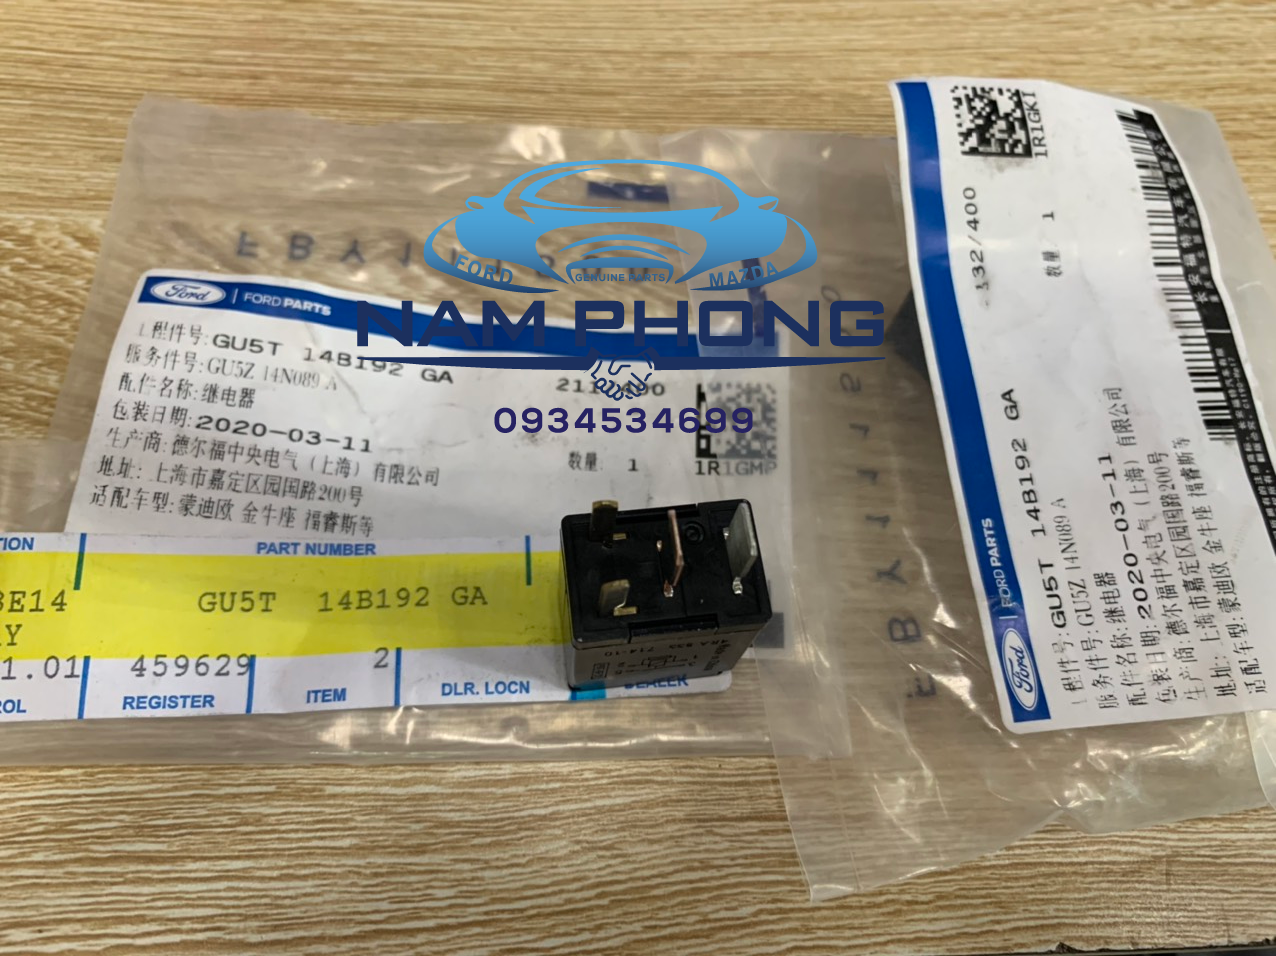 FORD
GENUINE PARTS
MAZDA
NAM PHONG
0934534699
Ford
FORDPARTS
工程件号:GU5T 14B192 GA
服务件号:GU5Z 14N089 A
配件名称:继电器
包装日期:2020-03-11
生产商:德尔福中央电气（上海）有限公司
地址: 上海市嘉定区园国路200号
适配车型:蒙迪欧 金牛座 福睿斯等
数量: 1
1R1GMP
PART NUMBER
GU5T 14B192 GA
459629
2
REGISTER
ITEM
DLR. LOCN
DEALER
Ford
FORDPARTS
工程件号:GU5T 14B192 GA
服务件号:GU5Z 14N089 A
配件名称:继电器
包装日期:2020-03-11
生产商:德尔福中央电气（上海）有限公司
地址: 上海市嘉定区园国路200号
适配车型:蒙迪欧 金牛座 福睿斯等
132/400
数量: 1
1R1GKI